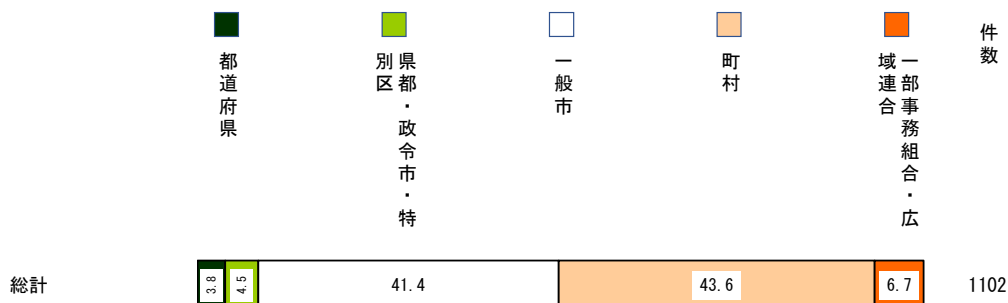 都道府県
県都・政令市・特
別区
一般市
町村
一部事務組合・広
域連合
件数
総計 3.8 4.5 41.4 43.6 6.7 1102